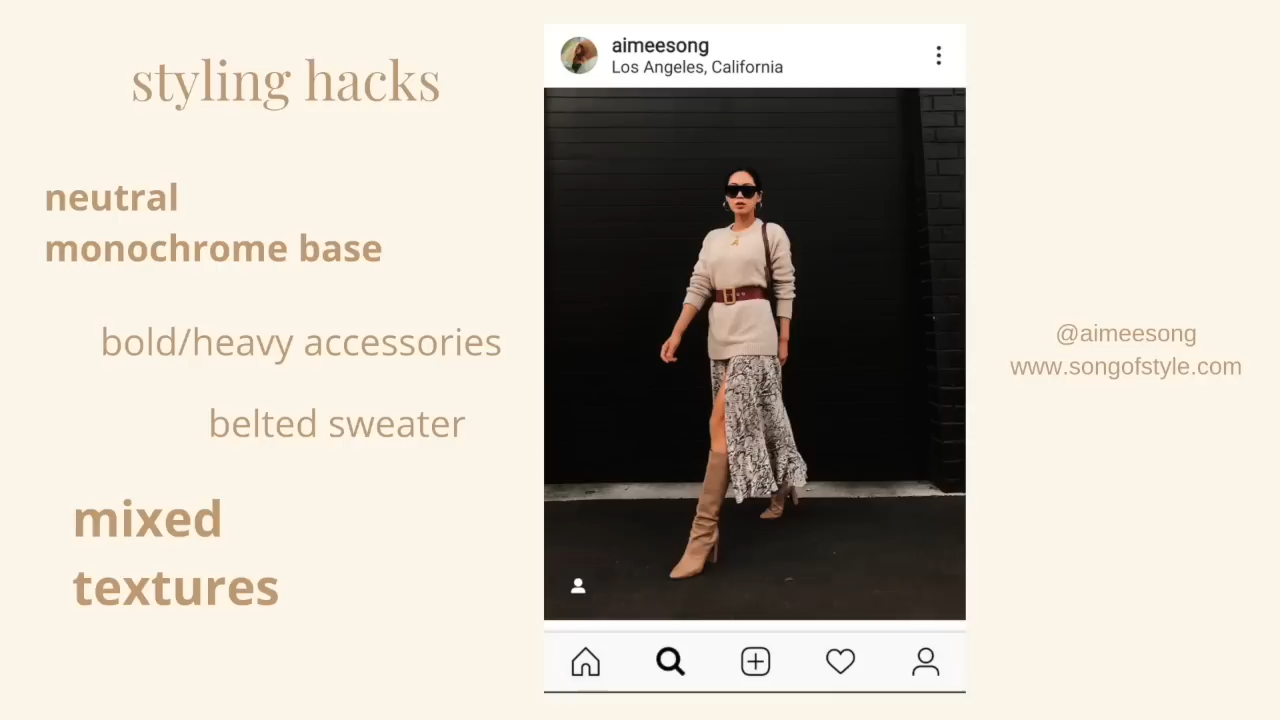 styling hacks
neutral
monochrome base
bold/heavy accessories
belted sweater
mixed
textures
aimeesong
Los Angeles, California
@aimeesong
www.songofstyle.com